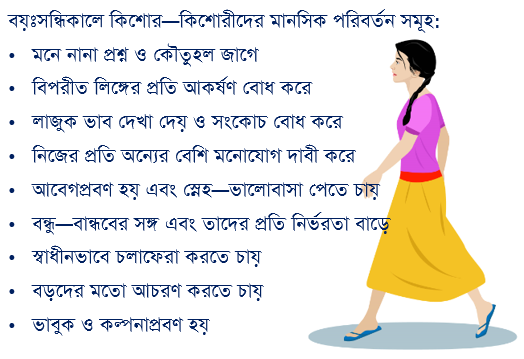 বয়ঃসন্ধিকালে কিশোর—কিশোরীদের মানসিক পরিবর্তন সমূহ:
• মনে নানা প্রশ্ন ও কৌতুহল জাগে
• বিপরীত লিঙ্গের প্রতি আকর্ষণ বোধ করে
• লাজুক ভাব দেখা দেয় ও সংকোচ বোধ করে
• নিজের প্রতি অন্যের বেশি মনোযোগ দাবী করে
• আবেগপ্রবণ হয় এবং স্নেহ—ভালোবাসা পেতে চায়
• বন্ধু—বান্ধবের সঙ্গ এবং তাদের প্রতি নির্ভরতা বাড়ে
• স্বাধীনভাবে চলাফেরা করতে চায়
• বড়দের মতো আচরণ করতে চায়
• ভাবুক ও কল্পনাপ্রবণ হয়